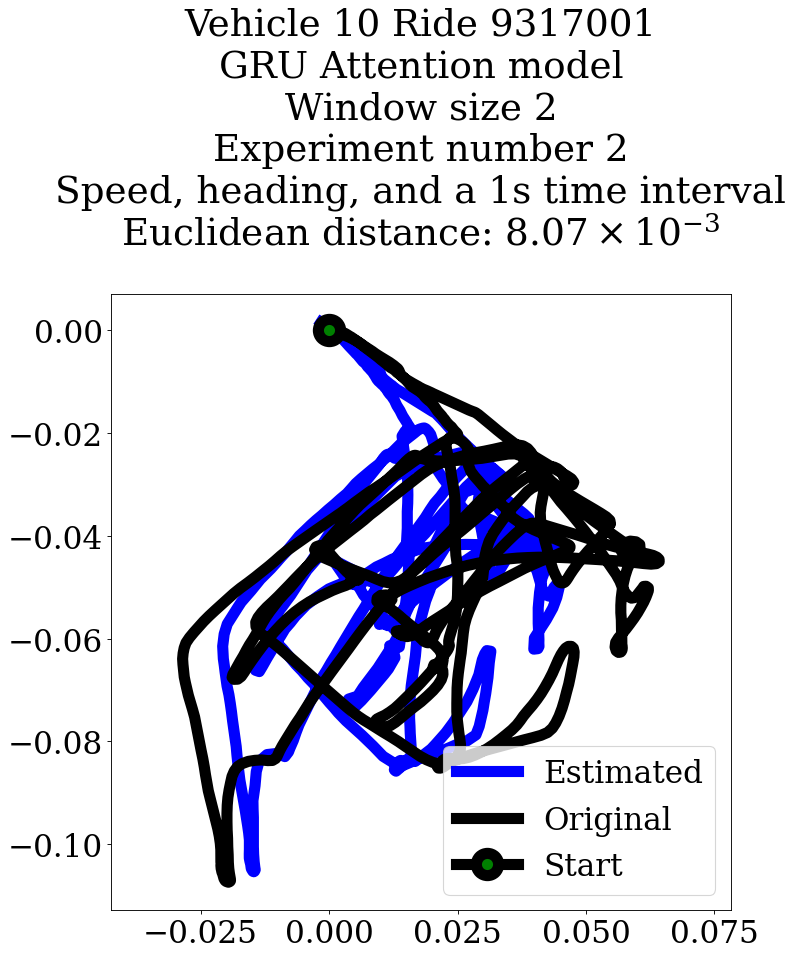 Vehicle 10 Ride 9317001
GRU Attention model
Window size 2
Experiment number 2
Speed, heading, and a 1s time interval
Euclidean distance: 8.07 × 10⁻³
0.00
−0.02
−0.04
−0.06
−0.08
−0.10
Estimated
Original
Start
−0.025 0.000 0.025 0.050 0.075